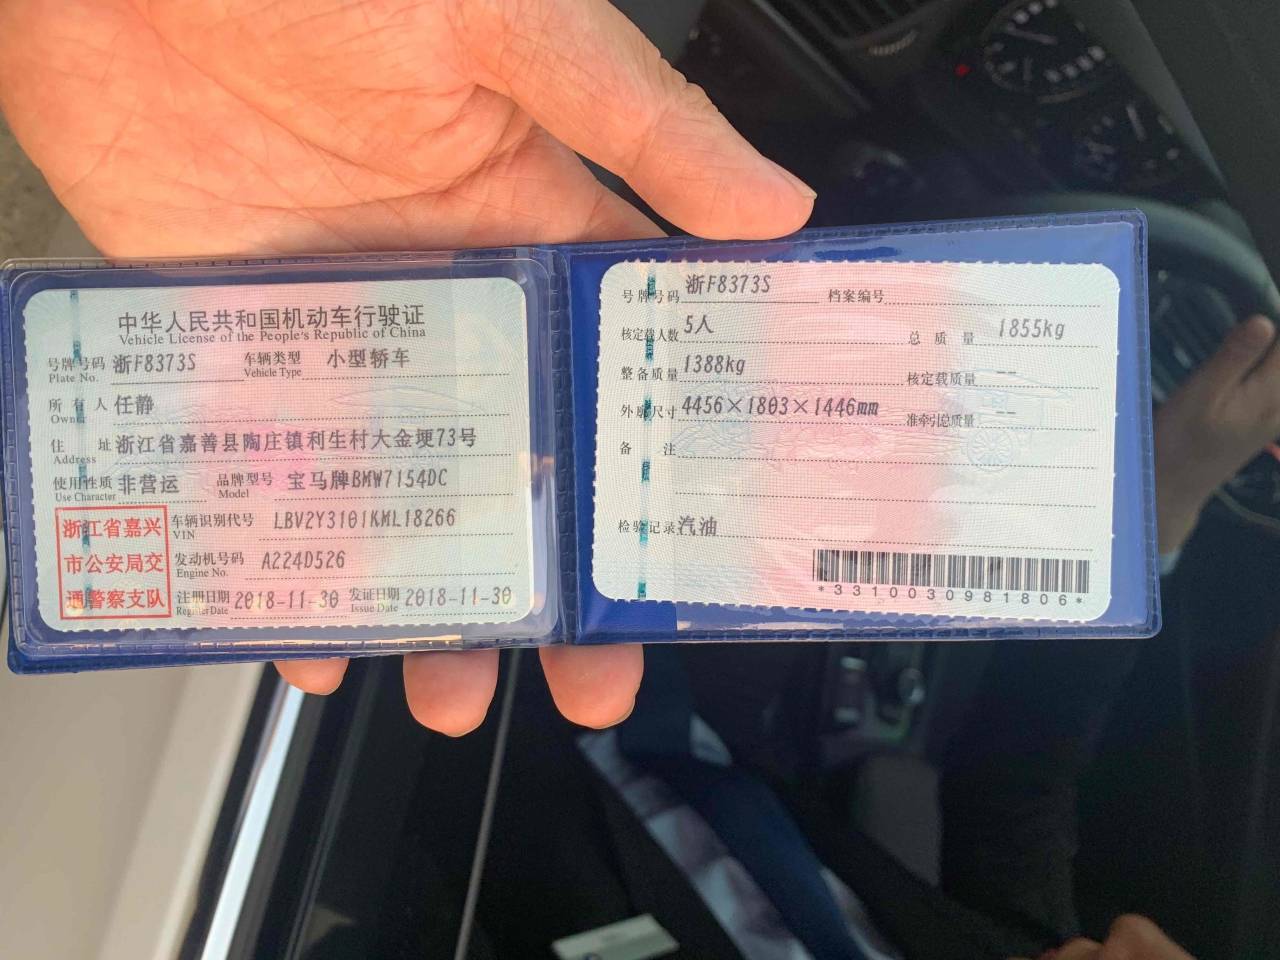 中华人民共和国机动车行驶证
Vehicle License of the People's Republic of China
号牌号码 浙F8373S 车辆类型 小型轿车
Plate No. Vehicle Type
所有人 任静
Owner
住址 浙江省嘉善县陶庄镇利生村大金埂73号
Address
使用性质 非营运 品牌型号 宝马牌BMW7154DC
Use Character Model
浙江省嘉兴
市公安局交
通警察支队
车辆识别代号 LBV2Y3101KML18266
VIN
发动机号码 A224D526
Engine No.
注册日期 2018-11-30 发证日期 2018-11-30
Register Date Issue Date
号牌号码 浙F8373S 档案编号
核定载人数 5人 总质量 1855kg
整备质量 1388kg 核定载质量 --
外廓尺寸 4456×1803×1446mm 准牵引总质量 --
备注
检验记录 汽油
*3310030981806*